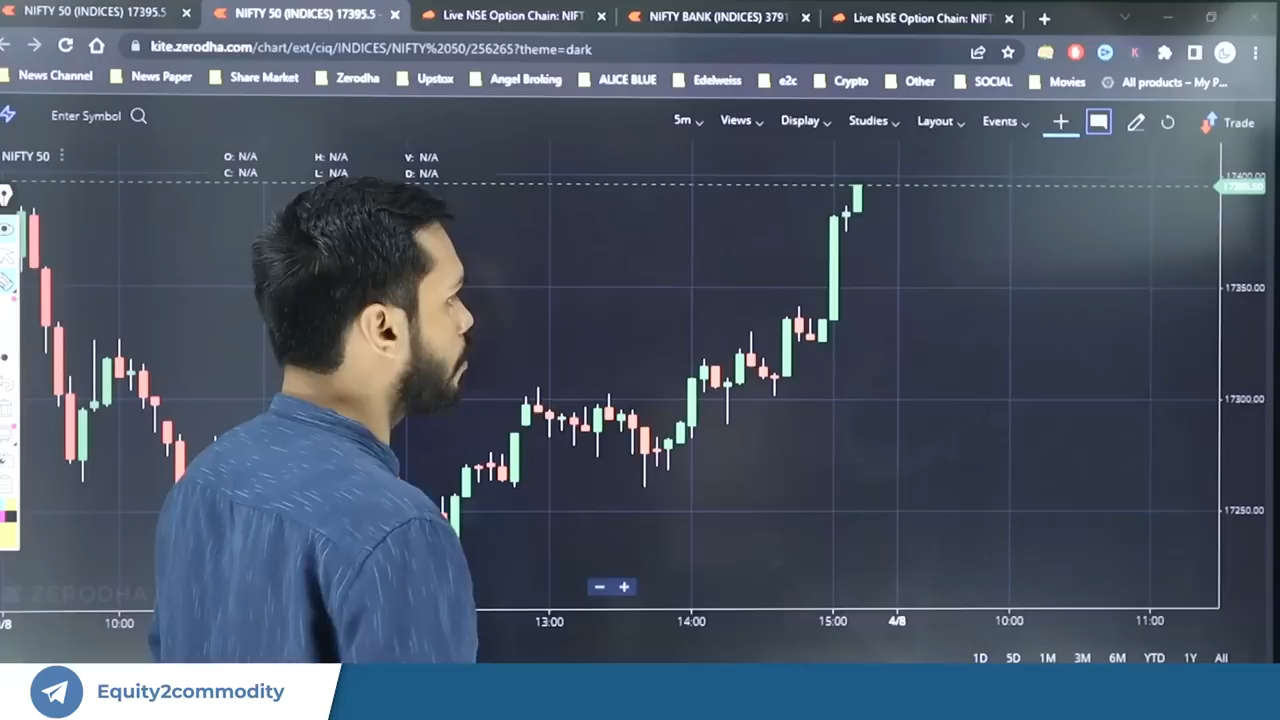 NIFTY 50 (INDICES) 17395.5
NIFTY 50 (INDICES) 17395.5 -
Live NSE Option Chain: NIFT
NIFTY BANK (INDICES) 3791
Live NSE Option Chain: NIFT
kite.zerodha.com/chart/ext/ciq/INDICES/NIFTY%2050/256265?theme=dark
News Channel
News Paper
Share Market
Zerodha
Upstox
Angel Broking
ALICE BLUE
Edelweiss
e2c
Crypto
Other
SOCIAL
Movies
All products – My P...
Enter Symbol
5m
Views
Display
Studies
Layout
Events
Trade
NIFTY 50
O: N/A
H: N/A
V: N/A
C: N/A
L: N/A
D: N/A
17400.00
17395.50
17350.00
17300.00
17250.00
ZERODHA
/8
10:00
13:00
14:00
15:00
4/8
10:00
11:00
1D
5D
1M
3M
6M
YTD
1Y
All
Equity2commodity